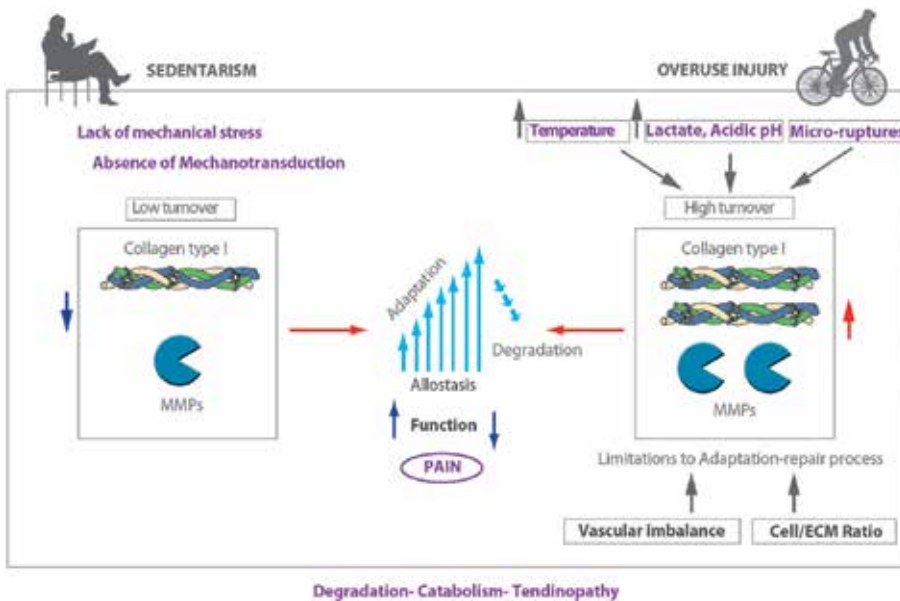 SEDENTARISM
OVERUSE INJURY
Lack of mechanical stress
Absence of Mechanotransduction
Temperature
Lactate, Acidic pH
Micro-ruptures
Low turnover
High turnover
Collagen type I
MMPs
Adaptation
Degradation
Allostasis
Function
PAIN
Collagen type I
MMPs
Limitations to Adaptation-repair process
Vascular imbalance
Cell/ECM Ratio
Degradation- Catabolism- Tendinopathy